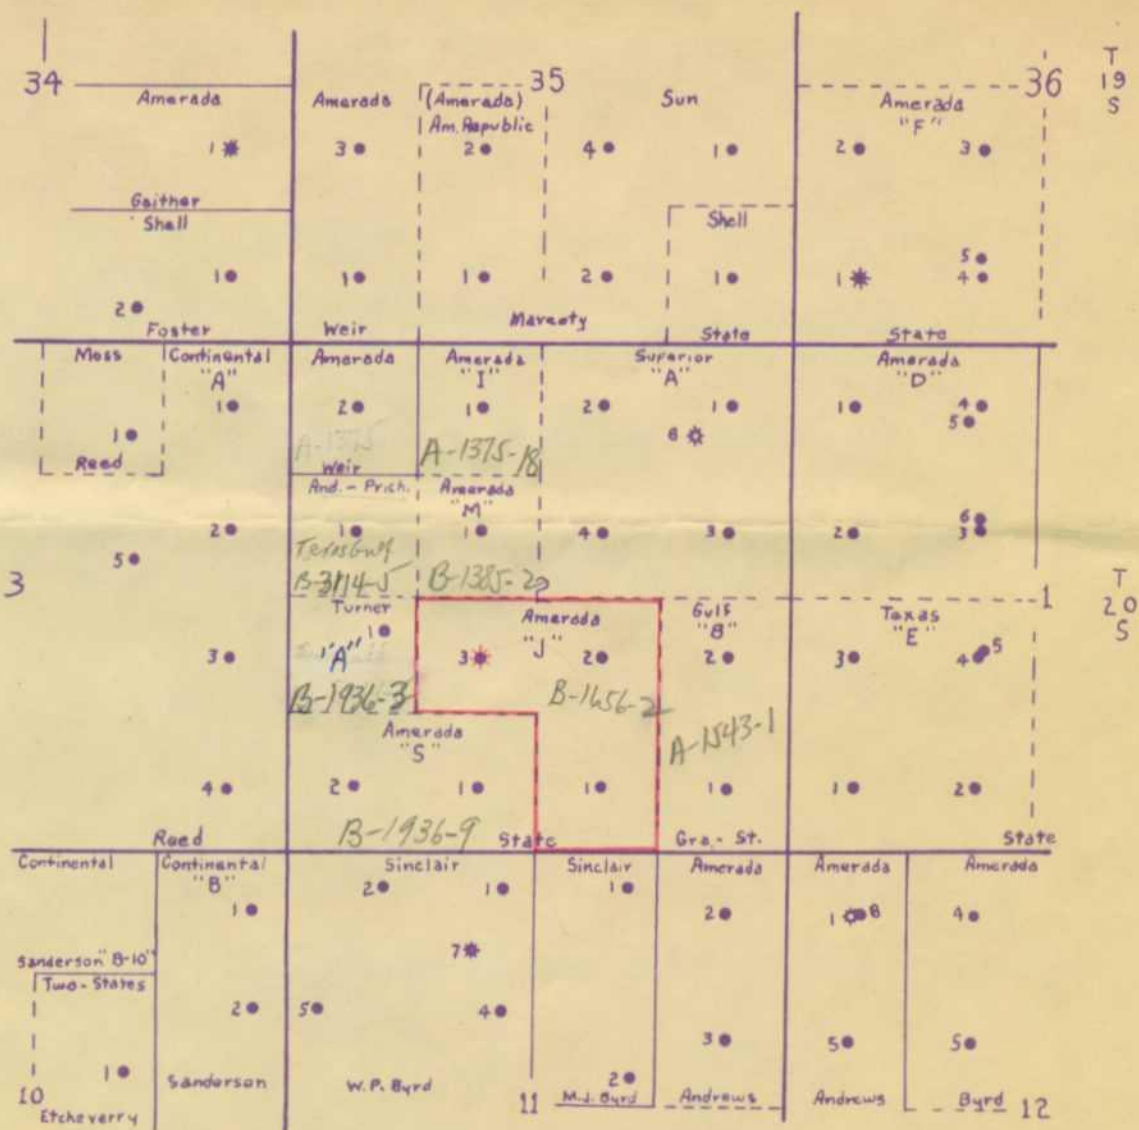 34 35 36 T
19
S
Amerada Amerada (Amerada) Sun Amerada
Am. Republic "F"
1 3 2 4 1 2 3
Gaither
Shell Shell
5
1 1 1 2 1 1 4
2
Foster Weir Maveety State State
Moss Continental Amerada Amerada Superior Amerada
"A" "I" "A" "D"
1 2 1 2 1 1 4
5
1 6
A-1375 A-1375-18
Reed Weir
And.-Prich. Amerada
"M"
6
2 1 1 4 3 2 3
5
B-3114-5 B-1385-2
3 1 T
20
S
Turner Amerada Gulf Texas
1 "J" "B" "E"
"A"
5
3 3 2 2 3 4
B-1936-3 B-1656-2
Amerada
"S" A-1543-1
4 2 1 1 1 1 2
B-1936-9
Reed State Gra.- St. State
Continental Continental Sinclair Sinclair Amerada Amerada Amerada
"B"
2 1 1
1 2 1 8 4
7
Sanderson "B-10"
Two-States
2 5 4
3 5 5
1 2
10 Sanderson W.P. Byrd 11 M.J. Byrd Andrews Andrews Byrd 12
Etcheverry